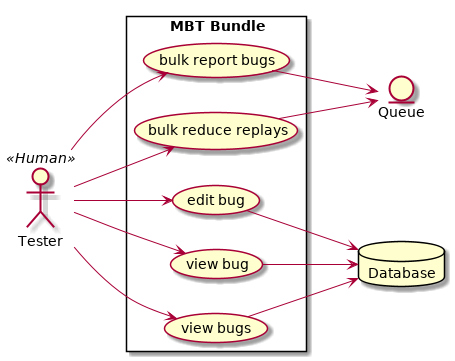 MBT Bundle
bulk report bugs
Queue
bulk reduce replays
«Human»
Tester
edit bug
view bug
Database
view bugs